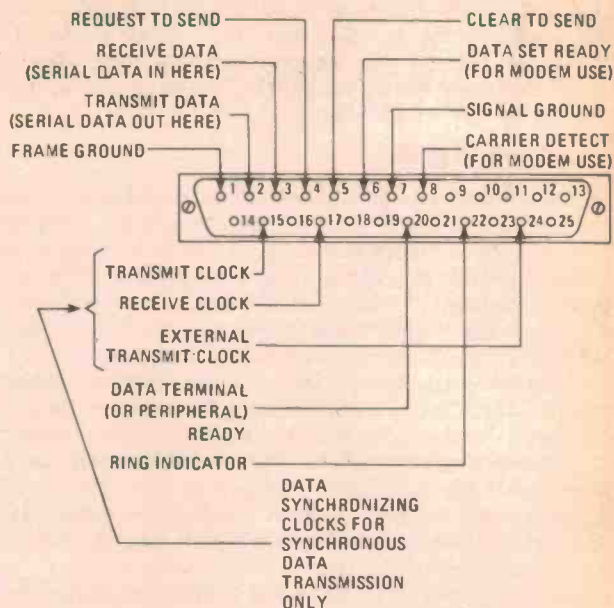 REQUEST TO SEND
RECEIVE DATA
(SERIAL DATA IN HERE)
TRANSMIT DATA
(SERIAL DATA OUT HERE)
FRAME GROUND
CLEAR TO SEND
DATA SET READY
(FOR MODEM USE)
SIGNAL GROUND
CARRIER DETECT
(FOR MODEM USE)
1 2 3 4 5 6 7 8 9 10 11 12 13
14 15 16 17 18 19 20 21 22 23 24 25
TRANSMIT CLOCK
RECEIVE CLOCK
EXTERNAL
TRANSMIT CLOCK
DATA TERMINAL
(OR PERIPHERAL)
READY
RING INDICATOR
DATA
SYNCHRONIZING
CLOCKS FOR
SYNCHRONOUS
DATA
TRANSMISSION
ONLY